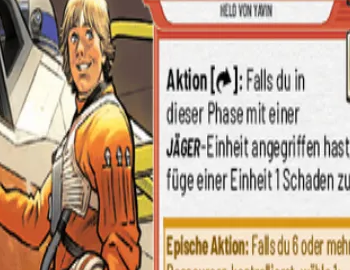 HELD VON YAVIN
Aktion [ ]: Falls du in
dieser Phase mit einer
JÄGER-Einheit angegriffen hast
füge einer Einheit 1 Schaden zu
Epische Aktion: Falls du 6 oder mehr